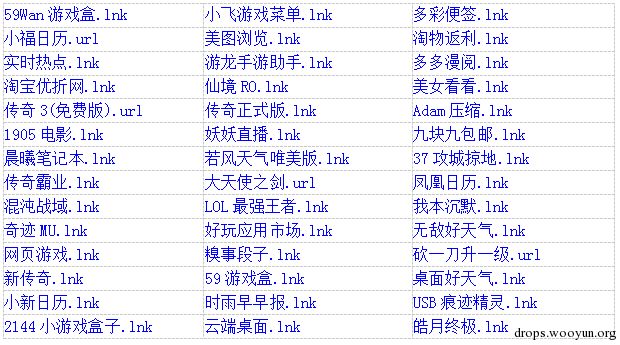 59Wan游戏盒.lnk 小飞游戏菜单.lnk 多彩便签.lnk
小福日历.url 美图浏览.lnk 淘物返利.lnk
实时热点.lnk 游龙手游助手.lnk 多多漫阅.lnk
淘宝优折网.lnk 仙境RO.lnk 美女看看.lnk
传奇3(免费版).url 传奇正式版.lnk Adam压缩.lnk
1905电影.lnk 妖妖直播.lnk 九块九包邮.lnk
晨曦笔记本.lnk 若风天气唯美版.lnk 37攻城掠地.lnk
传奇霸业.lnk 大天使之剑.url 凤凰日历.lnk
混沌战域.lnk LOL最强王者.lnk 我本沉默.lnk
奇迹MU.lnk 好玩应用市场.lnk 无敌好天气.lnk
网页游戏.lnk 糗事段子.lnk 砍一刀升一级.url
新传奇.lnk 59游戏盒.lnk 桌面好天气.lnk
小新日历.lnk 时雨早早报.lnk USB痕迹精灵.lnk
2144小游戏盒子.lnk 云端桌面.lnk 皓月终极.lnk
drops.wooyun.org